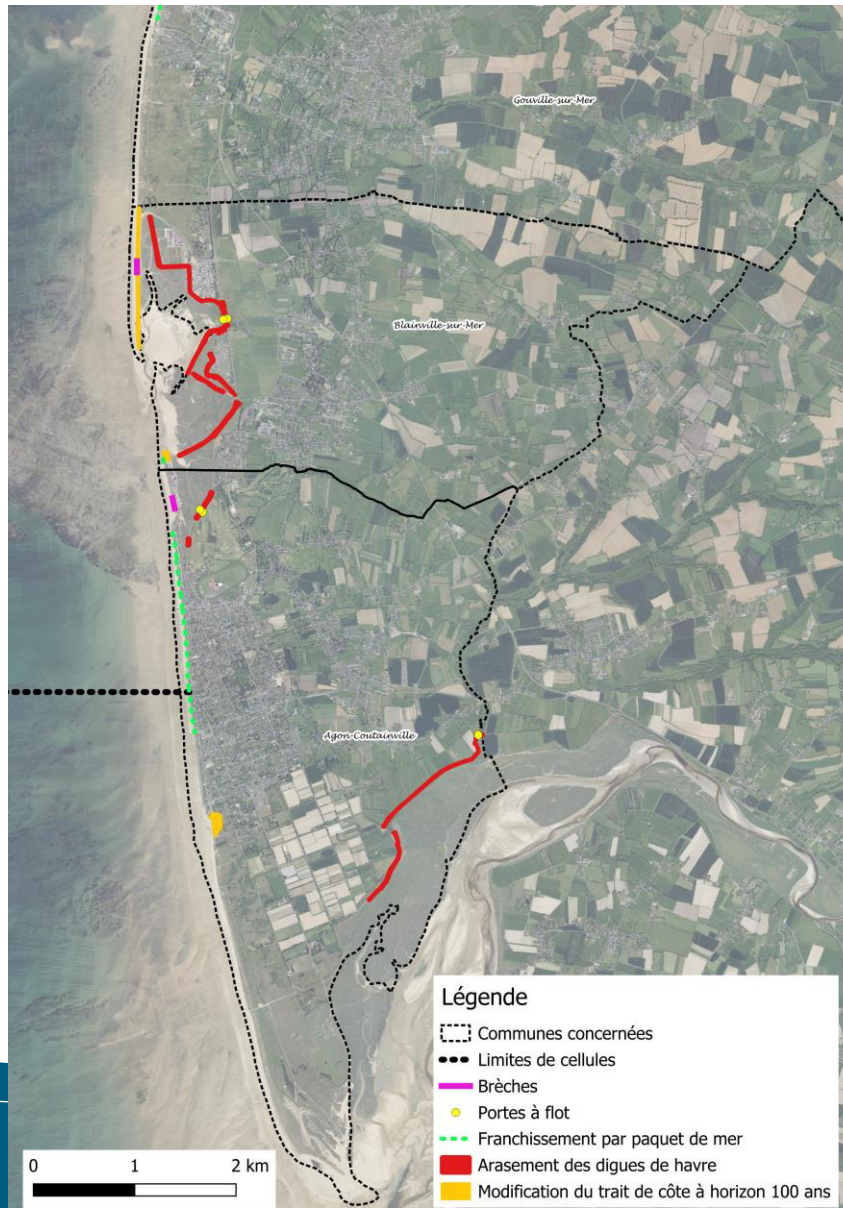 Gouville-sur-Mer
Blainville-sur-Mer
Agon-Coutainville
Légende
Communes concernées
Limites de cellules
Brèches
Portes à flot
Franchissement par paquet de mer
Arasement des digues de havre
Modification du trait de côte à horizon 100 ans
0 1 2 km